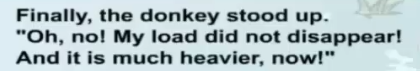 Finally, the donkey stood up.
"Oh, no! My load did not disappear!
And it is much heavier, now!"